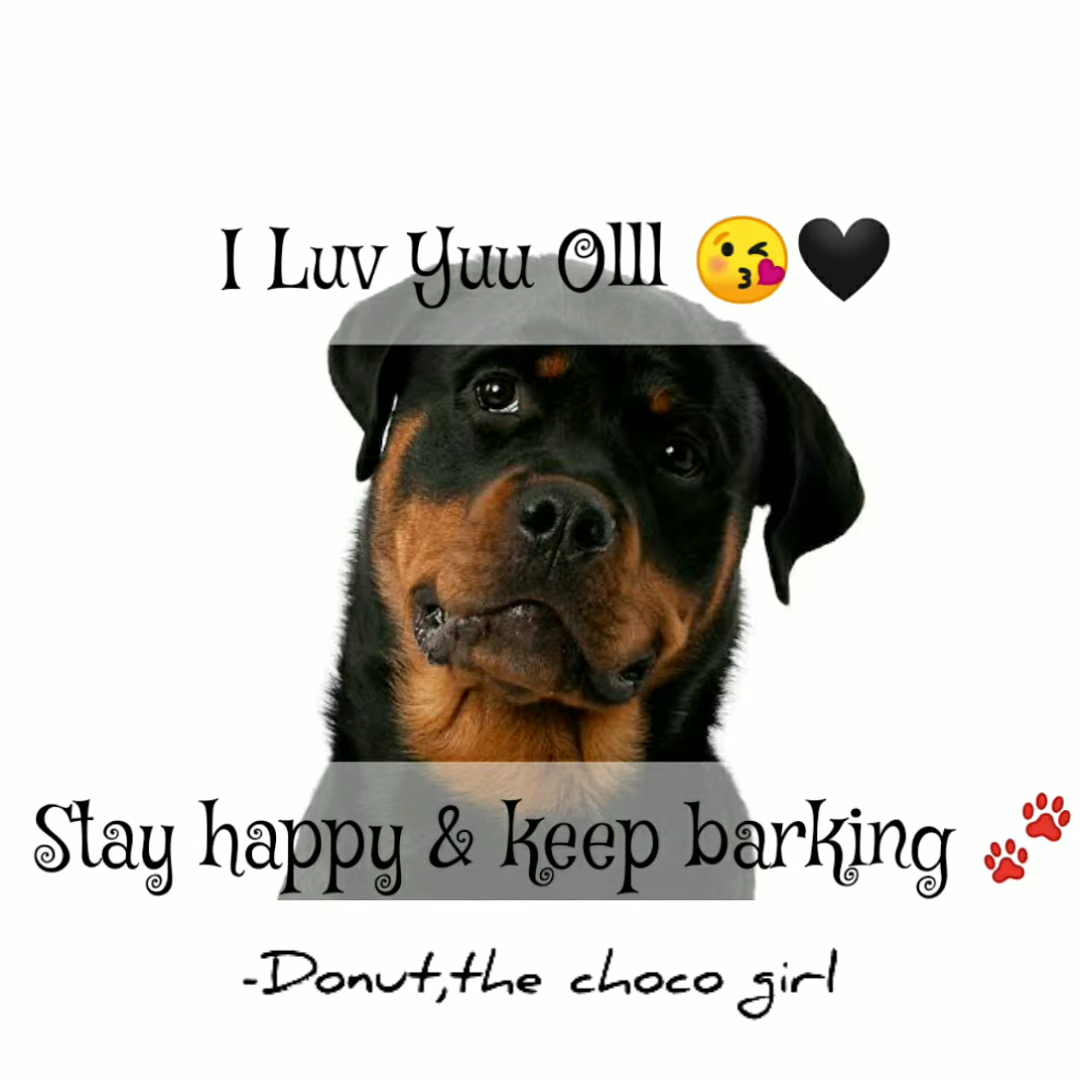 I Luv Yuu Olll 😘🖤
Stay happy & keep barking 🐾
-Donut,the choco girl